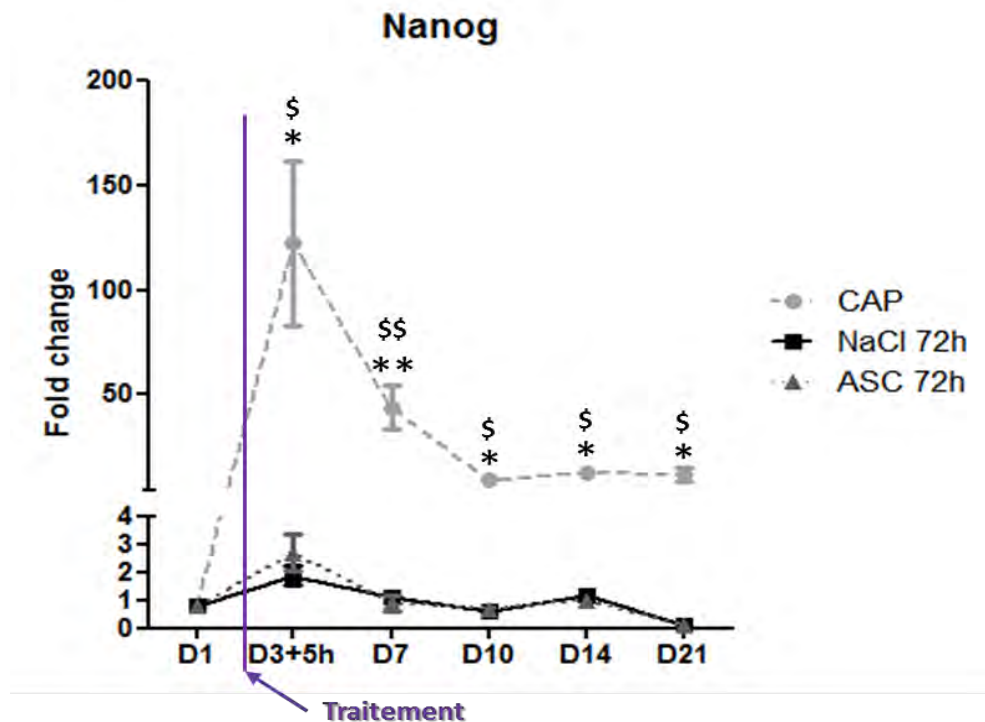 Nanog
200
150
100
50
4
3
2
1
0
Fold change
$
*
$$
**
$
*
$
*
$
*
CAP
NaCl 72h
ASC 72h
D1 D3+5h D7 D10 D14 D21
Traitement